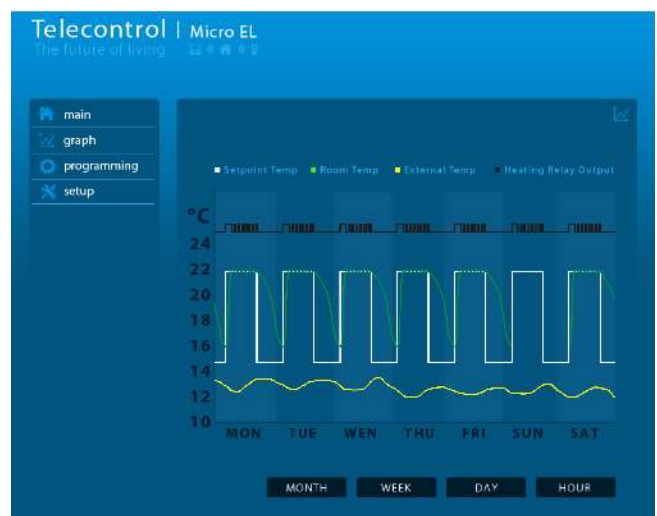 Telecontrol | Micro EL
The future of living
main
graph
programming
setup
Setpoint Temp Room Temp External Temp Heating Relay Output
°C
24
22
20
18
16
14
12
10
MON TUE WEN THU FRI SUN SAT
MONTH WEEK DAY HOUR